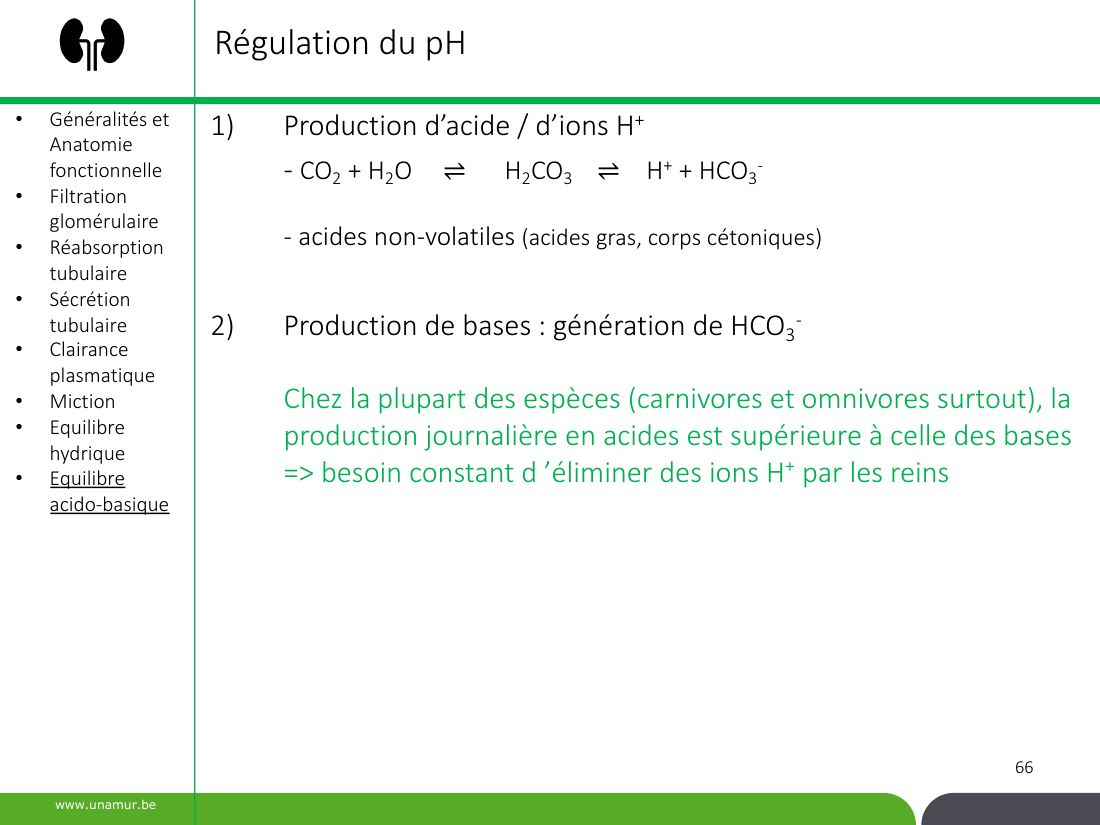 Régulation du pH
• Généralités et
Anatomie
fonctionnelle
• Filtration
glomérulaire
• Réabsorption
tubulaire
• Sécrétion
tubulaire
• Clairance
plasmatique
• Miction
• Equilibre
hydrique
• Equilibre
acido-basique
1) Production d’acide / d’ions H⁺
- CO₂ + H₂O ⇌ H₂CO₃ ⇌ H⁺ + HCO₃⁻
- acides non-volatiles (acides gras, corps cétoniques)
2) Production de bases : génération de HCO₃⁻
Chez la plupart des espèces (carnivores et omnivores surtout), la
production journalière en acides est supérieure à celle des bases
=> besoin constant d ’éliminer des ions H⁺ par les reins
66
www.unamur.be